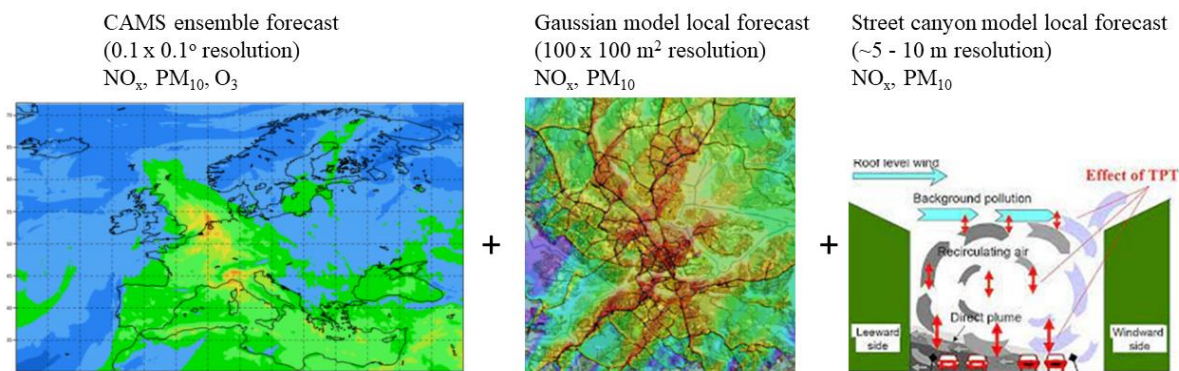 CAMS ensemble forecast
(0.1 x 0.1° resolution)
NOx, PM10, O3
Gaussian model local forecast
(100 x 100 m² resolution)
NOx, PM10
Street canyon model local forecast
(~5 - 10 m resolution)
NOx, PM10
+
+
Roof level wind
Effect of TPT
Background pollution
Recirculating air
Direct plume
Leeward
side
Windward
side